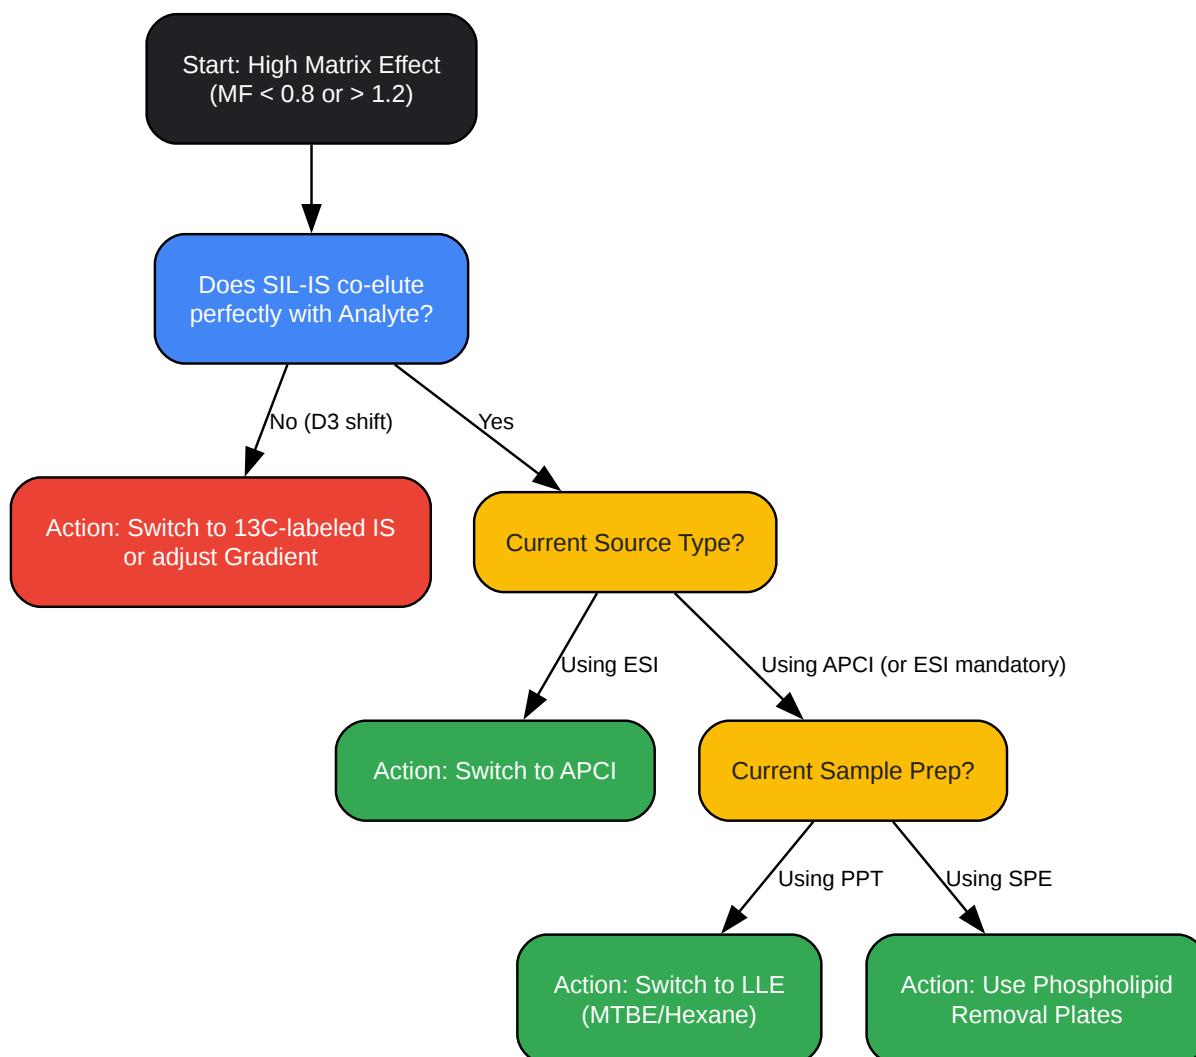 Start: High Matrix Effect
(MF < 0.8 or > 1.2)
Does SIL-IS co-elute
perfectly with Analyte?
No (D3 shift)
Yes
Action: Switch to 13C-labeled IS
or adjust Gradient
Current Source Type?
Using ESI
Using APCI (or ESI mandatory)
Action: Switch to APCI
Current Sample Prep?
Using PPT
Using SPE
Action: Switch to LLE
(MTBE/Hexane)
Action: Use Phospholipid
Removal Plates